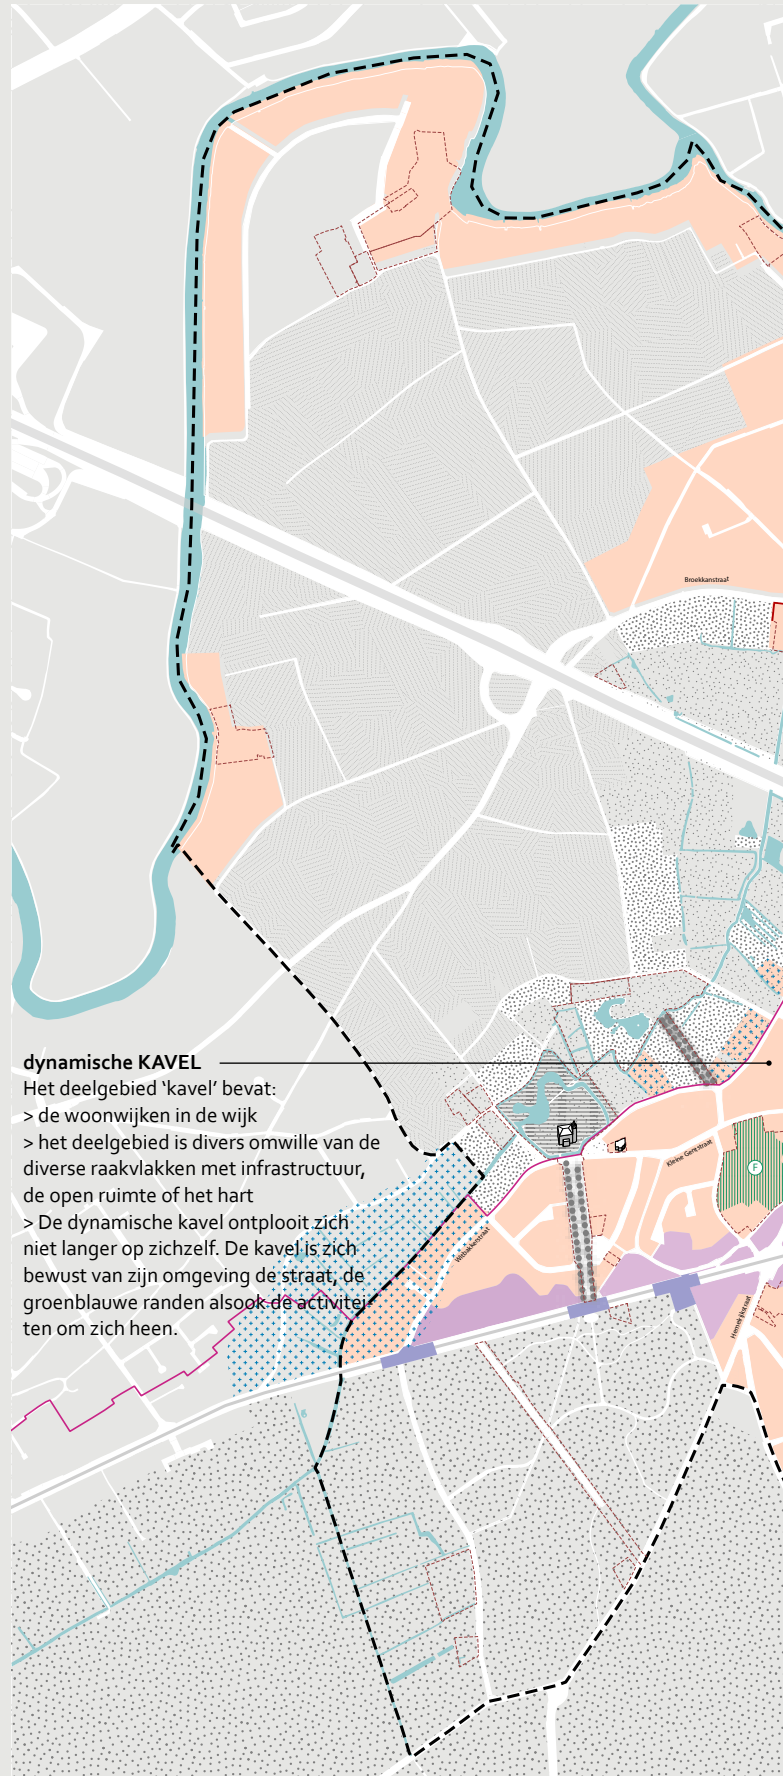 Broekkanstraat
dynamische KAVEL
Het deelgebied ‘kavel’ bevat:
> de woonwijken in de wijk
> het deelgebied is divers omwille van de
diverse raakvlakken met infrastructuur,
de open ruimte of het hart
> De dynamische kavel ontplooit zich
niet langer op zichzelf. De kavel is zich
bewust van zijn omgeving de straat, de
groenblauwe randen alsook de activitei-
ten om zich heen.
Kleine Gentstraat
F
Witbakkerstraat
Hemelrijkstraat